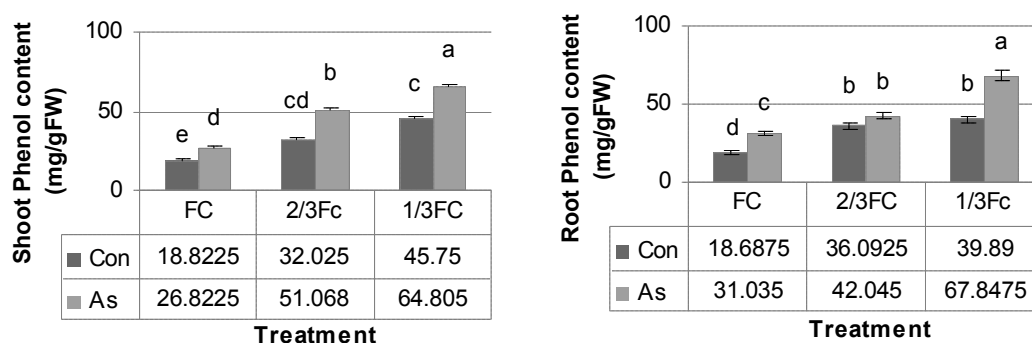 Shoot Phenol content
(mg/gFW)
100
50
0
e
d
cd
b
c
a
FC 2/3Fc 1/3FC
Con 18.8225 32.025 45.75
As 26.8225 51.068 64.805
Treatment
Root Phenol content
(mg/gFW)
100
50
0
d
c
b
b
b
a
FC 2/3FC 1/3Fc
Con 18.6875 36.0925 39.89
As 31.035 42.045 67.8475
Treatment